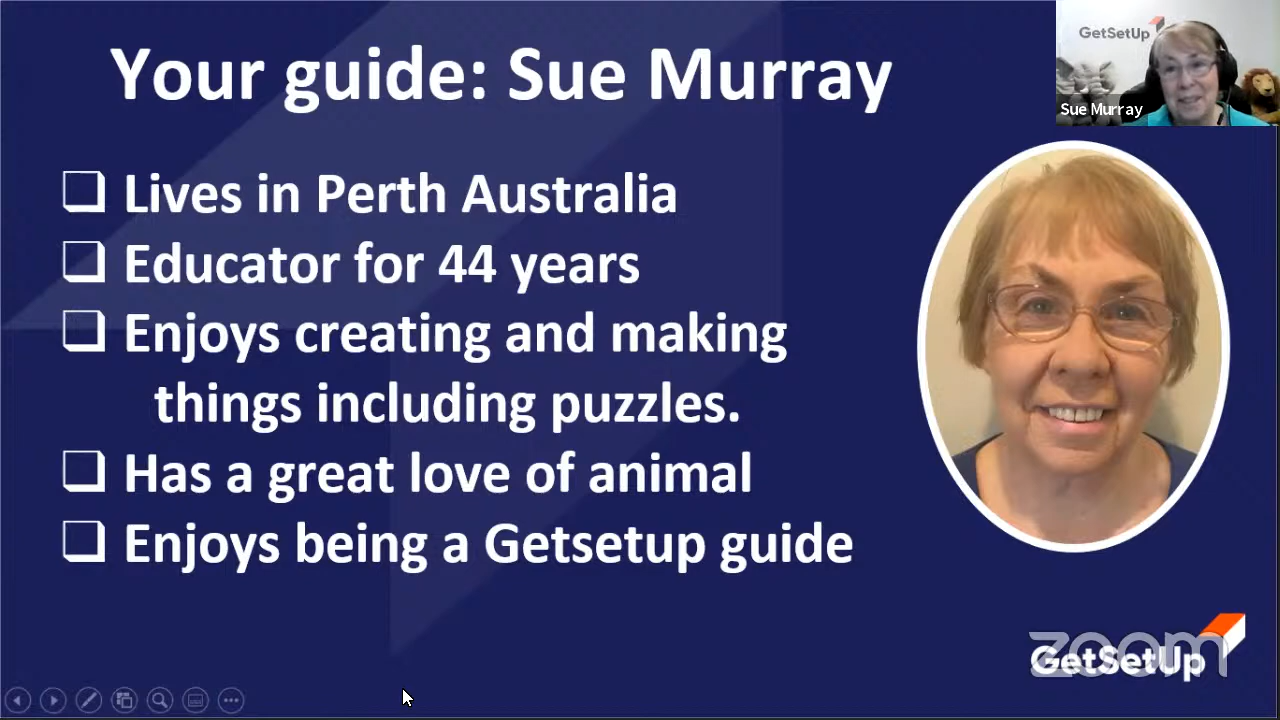 Your guide: Sue Murray
GetSetUp
Sue Murray
❑ Lives in Perth Australia
❑ Educator for 44 years
❑ Enjoys creating and making
things including puzzles.
❑ Has a great love of animal
❑ Enjoys being a Getsetup guide
zoom
GetSetUp